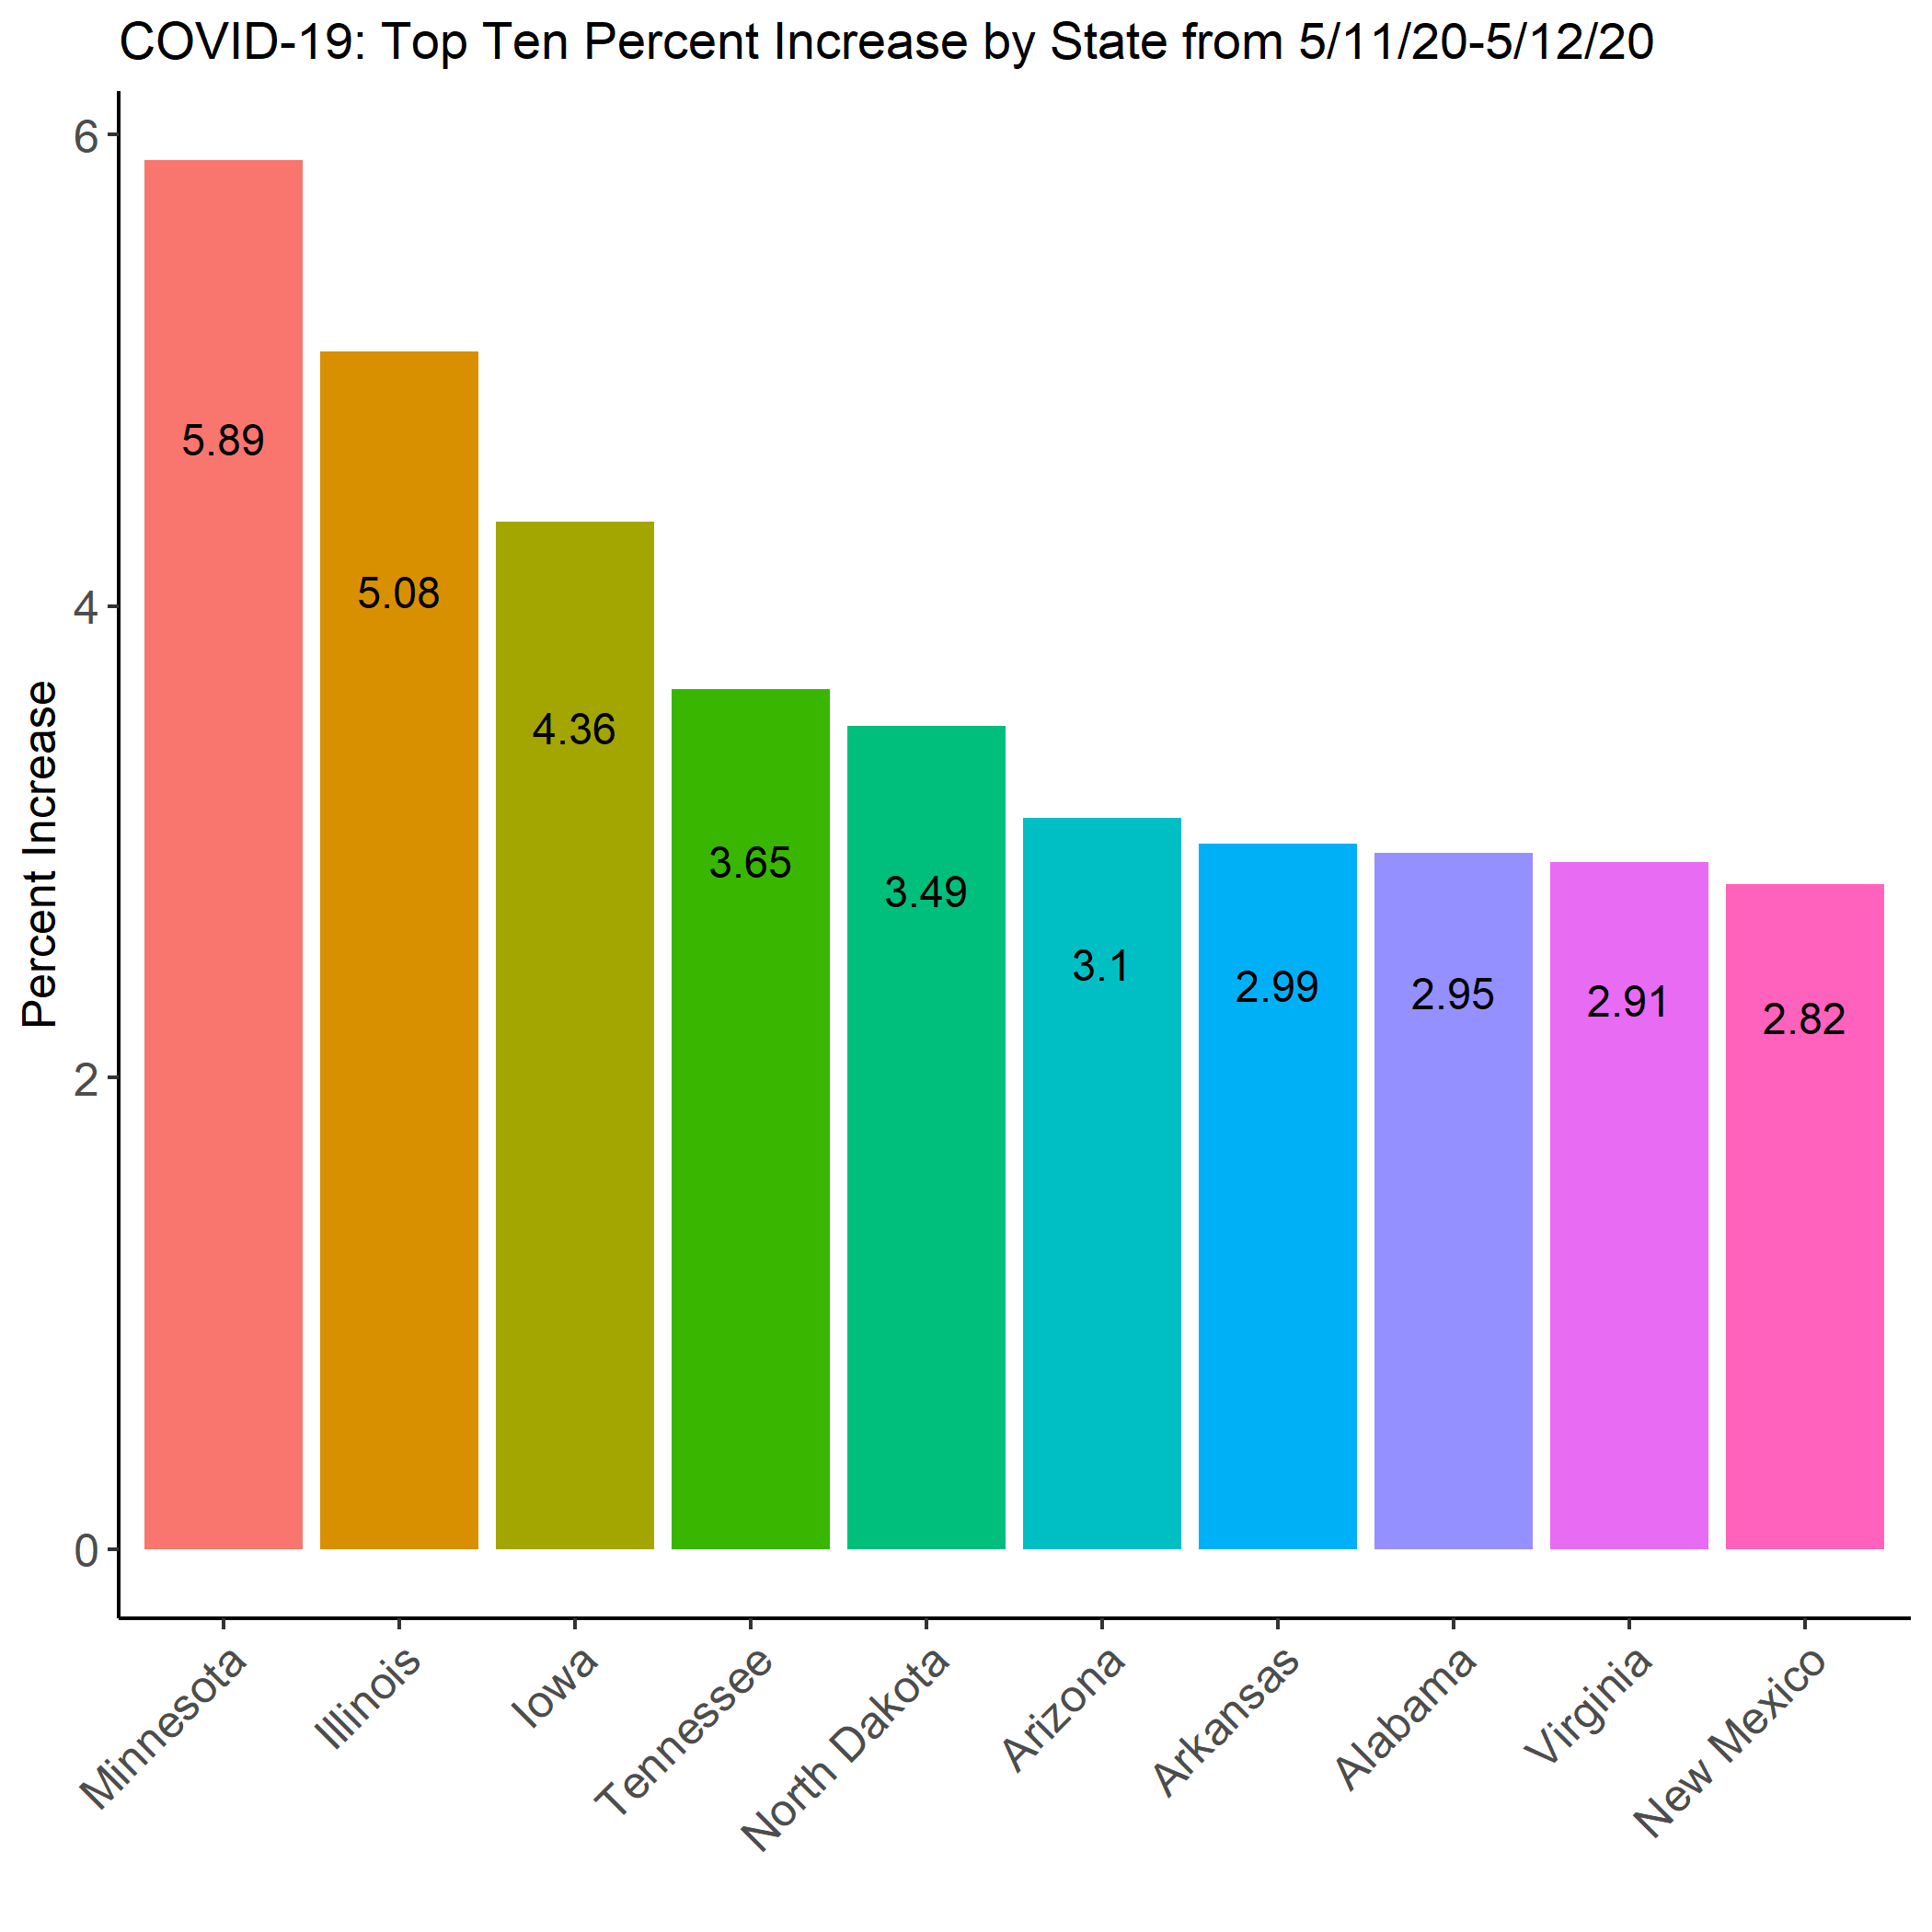 COVID-19: Top Ten Percent Increase by State from 5/11/20-5/12/20
Percent Increase
6
4
2
0
5.89
5.08
4.36
3.65
3.49
3.1
2.99
2.95
2.91
2.82
Minnesota
Illinois
Iowa
Tennessee
North Dakota
Arizona
Arkansas
Alabama
Virginia
New Mexico